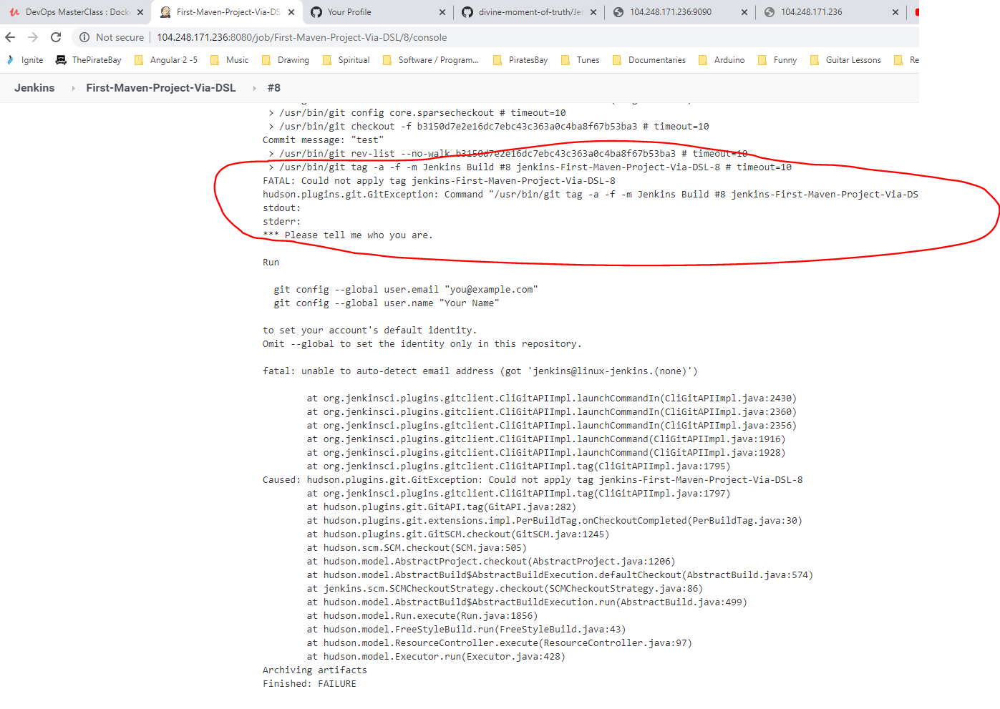 DevOps MasterClass : Dock
First-Maven-Project-Via-DS
Your Profile
divine-moment-of-truth/Je
104.248.171.236:9090
104.248.171.236
Not secure
104.248.171.236:8080/job/First-Maven-Project-Via-DSL/8/console
Ignite
ThePirateBay
Angular 2 -5
Music
Drawing
Spiritual
Software / Program...
PiratesBay
Tunes
Documentaries
Arduino
Funny
Guitar Lessons
Re
Jenkins
First-Maven-Project-Via-DSL
#8
> /usr/bin/git config core.sparsecheckout # timeout=10
> /usr/bin/git checkout -f b3150d7e2e16dc7ebc43c363a0c4ba8f67b53ba3 # timeout=10
Commit message: "test"
> /usr/bin/git rev-list --no-walk b3150d7e2e16dc7ebc43c363a0c4ba8f67b53ba3 # timeout=10
> /usr/bin/git tag -a -f -m Jenkins Build #8 jenkins-First-Maven-Project-Via-DSL-8 # timeout=10
FATAL: Could not apply tag jenkins-First-Maven-Project-Via-DSL-8
hudson.plugins.git.GitException: Command "/usr/bin/git tag -a -f -m Jenkins Build #8 jenkins-First-Maven-Project-Via-DS
stdout:
stderr:
*** Please tell me who you are.
Run
git config --global user.email "you@example.com"
git config --global user.name "Your Name"
to set your account's default identity.
Omit --global to set the identity only in this repository.
fatal: unable to auto-detect email address (got 'jenkins@linux-jenkins.(none)')
at org.jenkinsci.plugins.gitclient.CliGitAPIImpl.launchCommandIn(CliGitAPIImpl.java:2430)
at org.jenkinsci.plugins.gitclient.CliGitAPIImpl.launchCommandIn(CliGitAPIImpl.java:2360)
at org.jenkinsci.plugins.gitclient.CliGitAPIImpl.launchCommandIn(CliGitAPIImpl.java:2356)
at org.jenkinsci.plugins.gitclient.CliGitAPIImpl.launchCommand(CliGitAPIImpl.java:1916)
at org.jenkinsci.plugins.gitclient.CliGitAPIImpl.launchCommand(CliGitAPIImpl.java:1928)
at org.jenkinsci.plugins.gitclient.CliGitAPIImpl.tag(CliGitAPIImpl.java:1795)
Caused: hudson.plugins.git.GitException: Could not apply tag jenkins-First-Maven-Project-Via-DSL-8
at org.jenkinsci.plugins.gitclient.CliGitAPIImpl.tag(CliGitAPIImpl.java:1797)
at hudson.plugins.git.GitAPI.tag(GitAPI.java:282)
at hudson.plugins.git.extensions.impl.PerBuildTag.onCheckoutCompleted(PerBuildTag.java:30)
at hudson.plugins.git.GitSCM.checkout(GitSCM.java:1245)
at hudson.scm.SCM.checkout(SCM.java:505)
at hudson.model.AbstractProject.checkout(AbstractProject.java:1206)
at hudson.model.AbstractBuild$AbstractBuildExecution.defaultCheckout(AbstractBuild.java:574)
at jenkins.scm.SCMCheckoutStrategy.checkout(SCMCheckoutStrategy.java:86)
at hudson.model.AbstractBuild$AbstractBuildExecution.run(AbstractBuild.java:499)
at hudson.model.Run.execute(Run.java:1856)
at hudson.model.FreeStyleBuild.run(FreeStyleBuild.java:43)
at hudson.model.ResourceController.execute(ResourceController.java:97)
at hudson.model.Executor.run(Executor.java:428)
Archiving artifacts
Finished: FAILURE